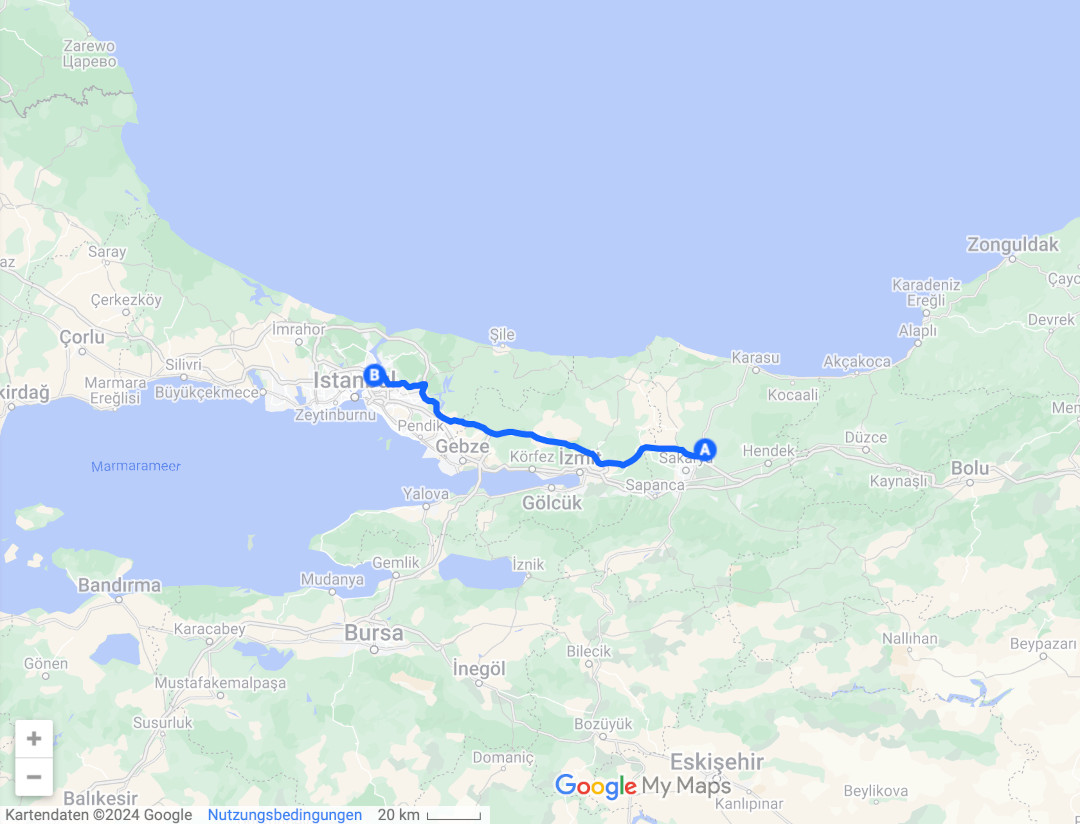 Zarewo
Царево
Zonguldak
Saray
az
Çayc
Karadeniz
Ereğli
Çerkezköy
Devrek
İmrahor
Alaplı
Çorlu
Şile
Karasu
Akçakoca
Silivri
B
Istanbul
Marmara
Ereğlisi
Büyükçekmece
kirdağ
Kocaali
Zeytinburnu
Pendik
Düzce
Gebze
A
Hendek
Körfez
İzmit
Sakarya
Marmarameer
Bolu
Kaynaşlı
Sapanca
Yalova
Gölcük
Gemlik
İznik
Mudanya
Bandırma
Karacabey
Bursa
Nallıhan
Beypazarı
Bilecik
Gönen
İnegöl
Mustafakemalpaşa
Susurluk
Bozüyük
Domaniç
Eskişehir
Google My Maps
Beylikova
Balıkesir
Kanlıpınar
Kartendaten ©2024 Google Nutzungsbedingungen 20 km